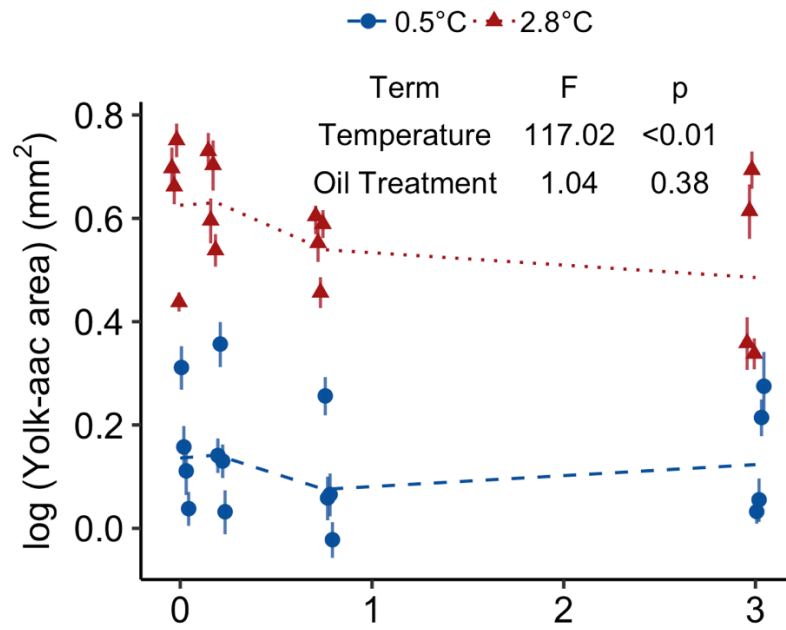 0.5°C 2.8°C
Term F p
Temperature 117.02 <0.01
Oil Treatment 1.04 0.38
log (Yolk-aac area) (mm²)
0.8
0.6
0.4
0.2
0.0
0 1 2 3